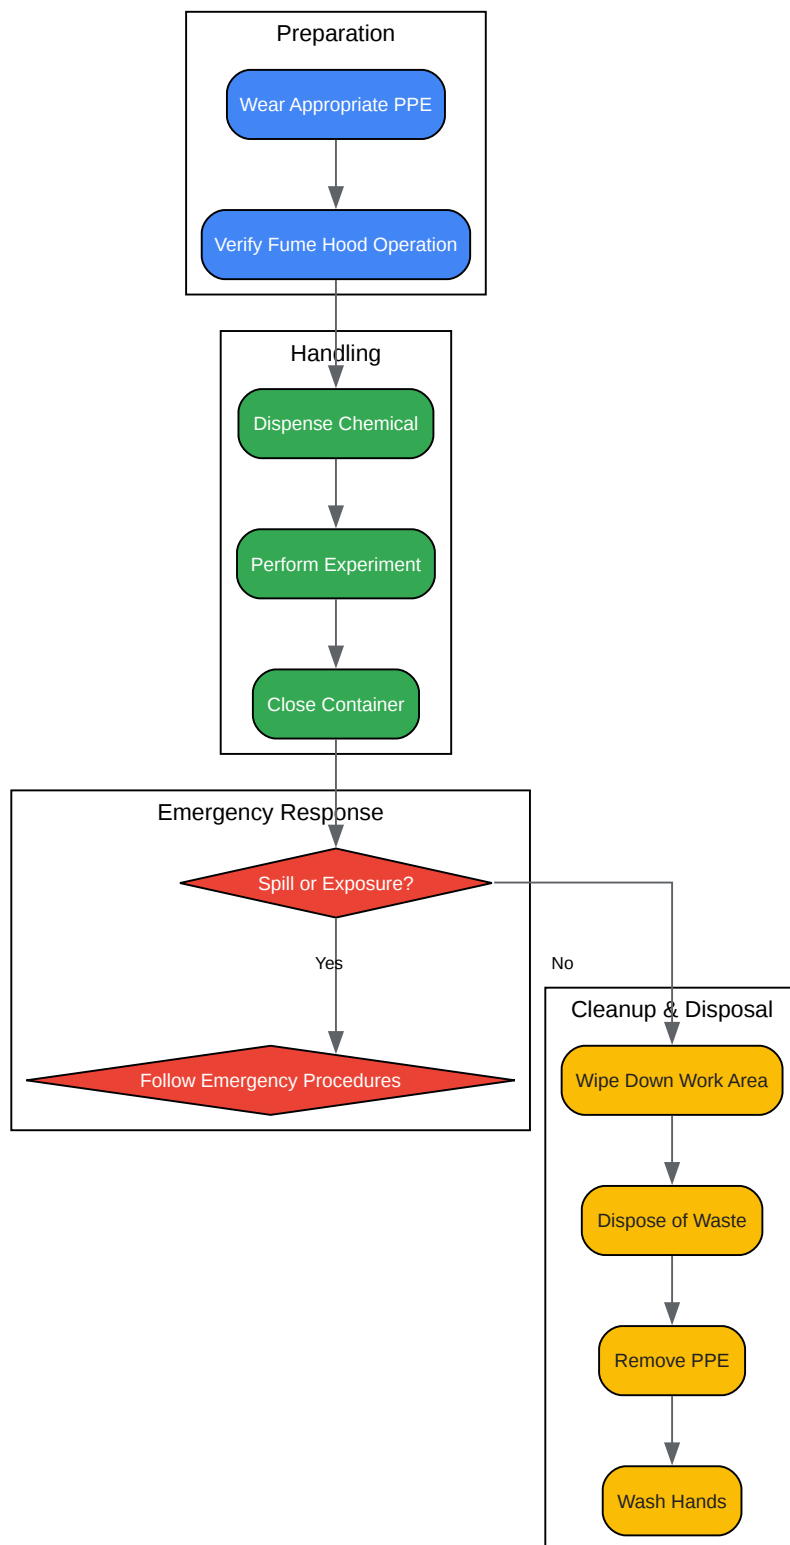 Preparation
Wear Appropriate PPE
Verify Fume Hood Operation
Handling
Dispense Chemical
Perform Experiment
Close Container
Emergency Response
Spill or Exposure?
Yes
No
Follow Emergency Procedures
Cleanup & Disposal
Wipe Down Work Area
Dispose of Waste
Remove PPE
Wash Hands